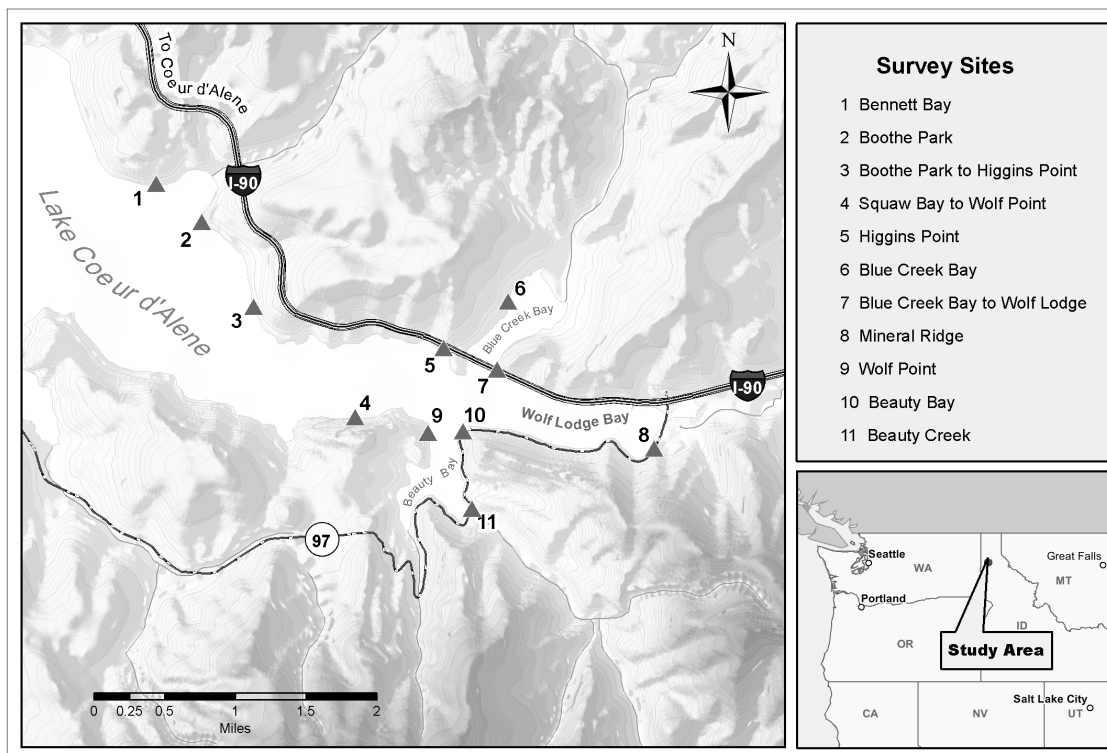 To Coeur d'Alene
N
I-90
1
2
3
Lake Coeur d'Alene
6
Blue Creek Bay
5
7
I-90
4
9
10
Wolf Lodge Bay
8
Beauty Bay
11
97
0 0.25 0.5 1 1.5 2
Miles
Survey Sites
1 Bennett Bay
2 Boothe Park
3 Boothe Park to Higgins Point
4 Squaw Bay to Wolf Point
5 Higgins Point
6 Blue Creek Bay
7 Blue Creek Bay to Wolf Lodge
8 Mineral Ridge
9 Wolf Point
10 Beauty Bay
11 Beauty Creek
Seattle
WA
Great Falls
MT
Portland
OR
ID
Study Area
Salt Lake City
CA
NV
UT